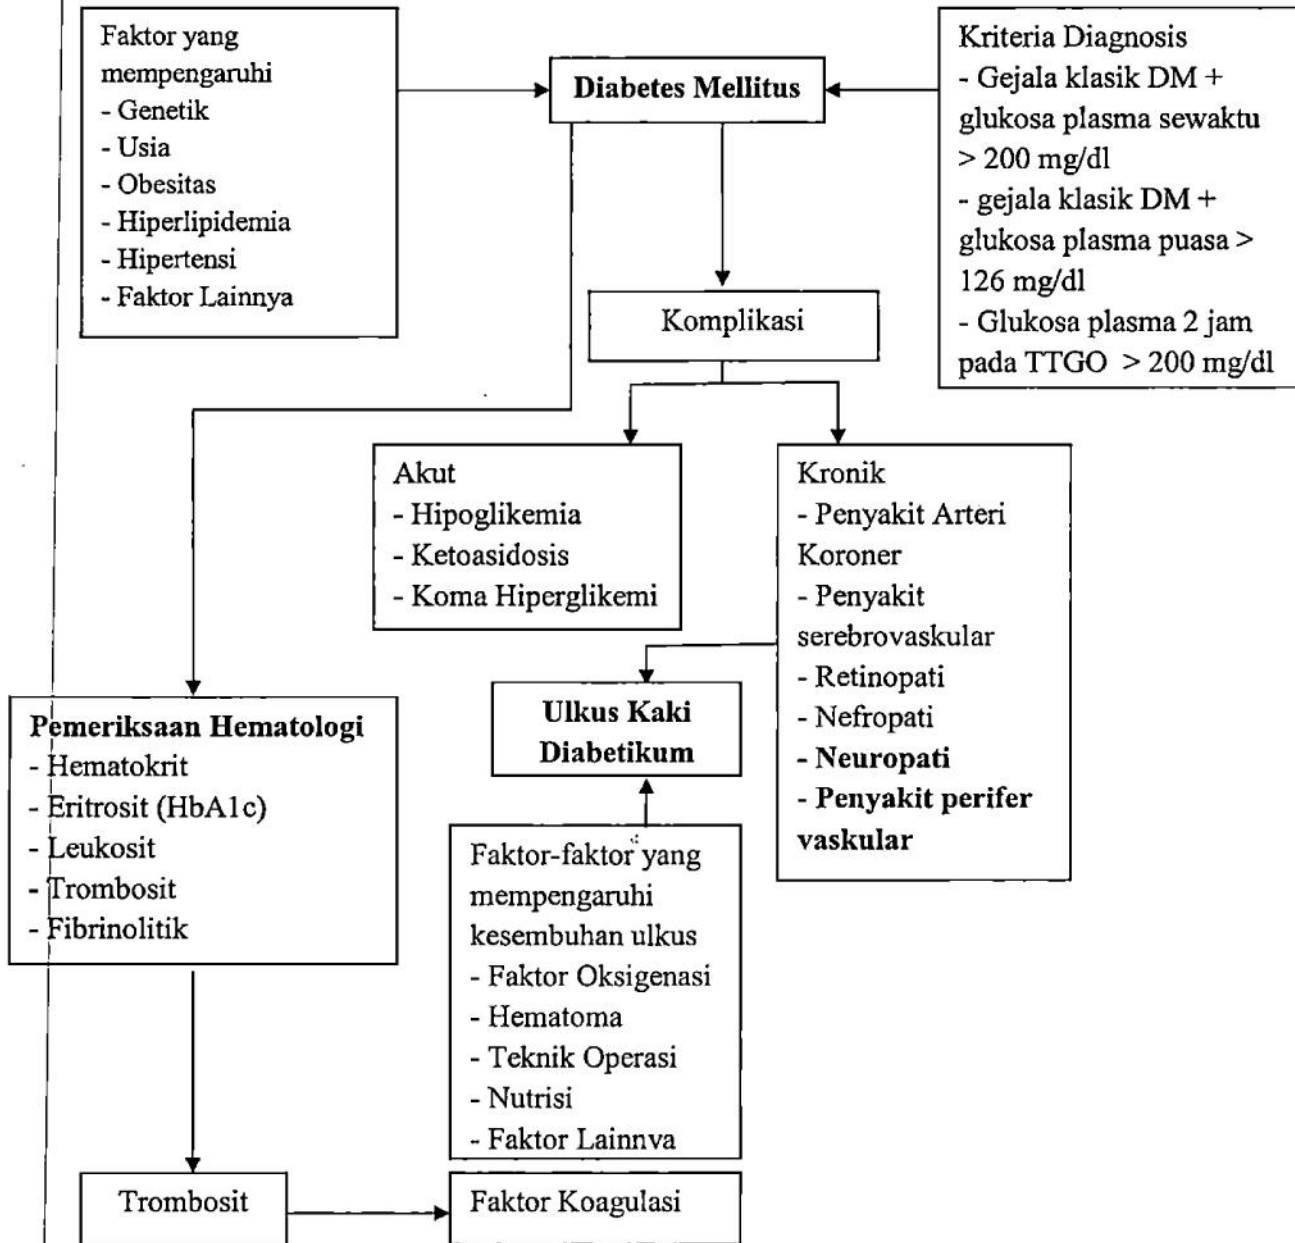 Faktor yang
mempengaruhi
- Genetik
- Usia
- Obesitas
- Hiperlipidemia
- Hipertensi
- Faktor Lainnya
Diabetes Mellitus
Kriteria Diagnosis
- Gejala klasik DM +
glukosa plasma sewaktu
> 200 mg/dl
- gejala klasik DM +
glukosa plasma puasa >
126 mg/dl
- Glukosa plasma 2 jam
pada TTGO > 200 mg/dl
Komplikasi
Akut
- Hipoglikemia
- Ketoasidosis
- Koma Hiperglikemi
Kronik
- Penyakit Arteri
Koroner
- Penyakit
serebrovaskular
- Retinopati
- Nefropati
- Neuropati
- Penyakit perifer
vaskular
Ulkus Kaki
Diabetikum
Pemeriksaan Hematologi
- Hematokrit
- Eritrosit (HbA1c)
- Leukosit
- Trombosit
- Fibrinolitik
Faktor-faktor yang
mempengaruhi
kesembuhan ulkus
- Faktor Oksigenasi
- Hematoma
- Teknik Operasi
- Nutrisi
- Faktor Lainnya
Trombosit
Faktor Koagulasi